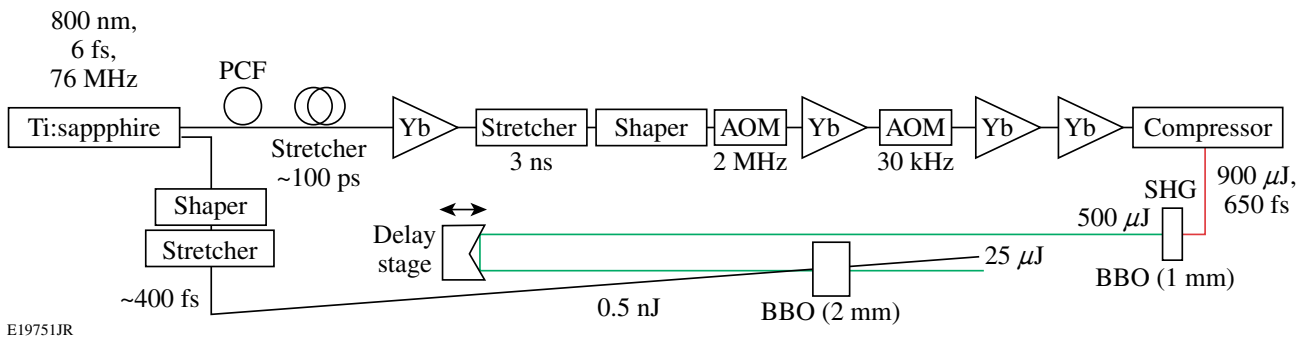 800 nm,
6 fs,
76 MHz
PCF
Ti:sappphire
Stretcher
~100 ps
Yb
Stretcher
3 ns
Shaper
AOM
2 MHz
Yb
AOM
30 kHz
Yb
Yb
Compressor
900 μJ,
650 fs
SHG
500 μJ
BBO (1 mm)
Shaper
Stretcher
~400 fs
Delay
stage
0.5 nJ
25 μJ
BBO (2 mm)
E19751JR